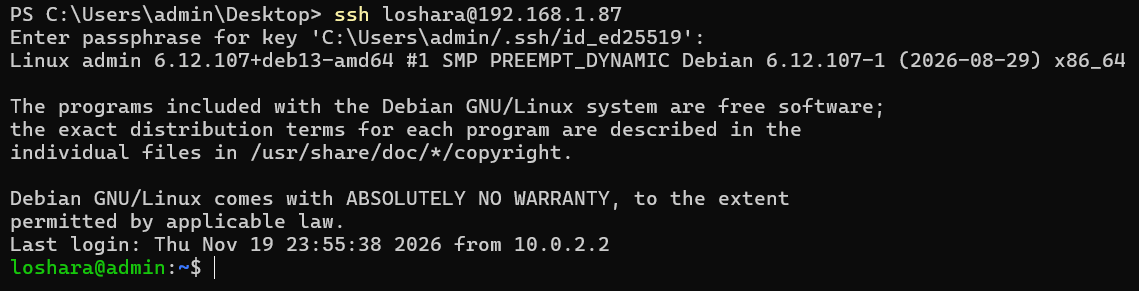 PS C:\Users\admin\Desktop> ssh loshara@192.168.1.87
Enter passphrase for key 'C:\Users\admin/.ssh/id_ed25519':
Linux admin 6.12.107+deb13-amd64 #1 SMP PREEMPT_DYNAMIC Debian 6.12.107-1 (2026-08-29) x86_64

The programs included with the Debian GNU/Linux system are free software;
the exact distribution terms for each program are described in the
individual files in /usr/share/doc/*/copyright.

Debian GNU/Linux comes with ABSOLUTELY NO WARRANTY, to the extent
permitted by applicable law.
Last login: Thu Nov 19 23:55:38 2026 from 10.0.2.2
loshara@admin:~$